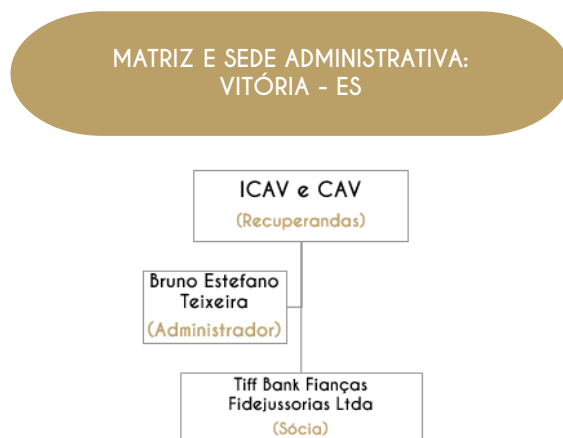 MATRIZ E SEDE ADMINISTRATIVA:
VITÓRIA - ES
ICAV e CAV
(Recuperandas)
Bruno Estefano
Teixeira
(Administrador)
Tiff Bank Fianças
Fidejussorias Ltda
(Sócia)